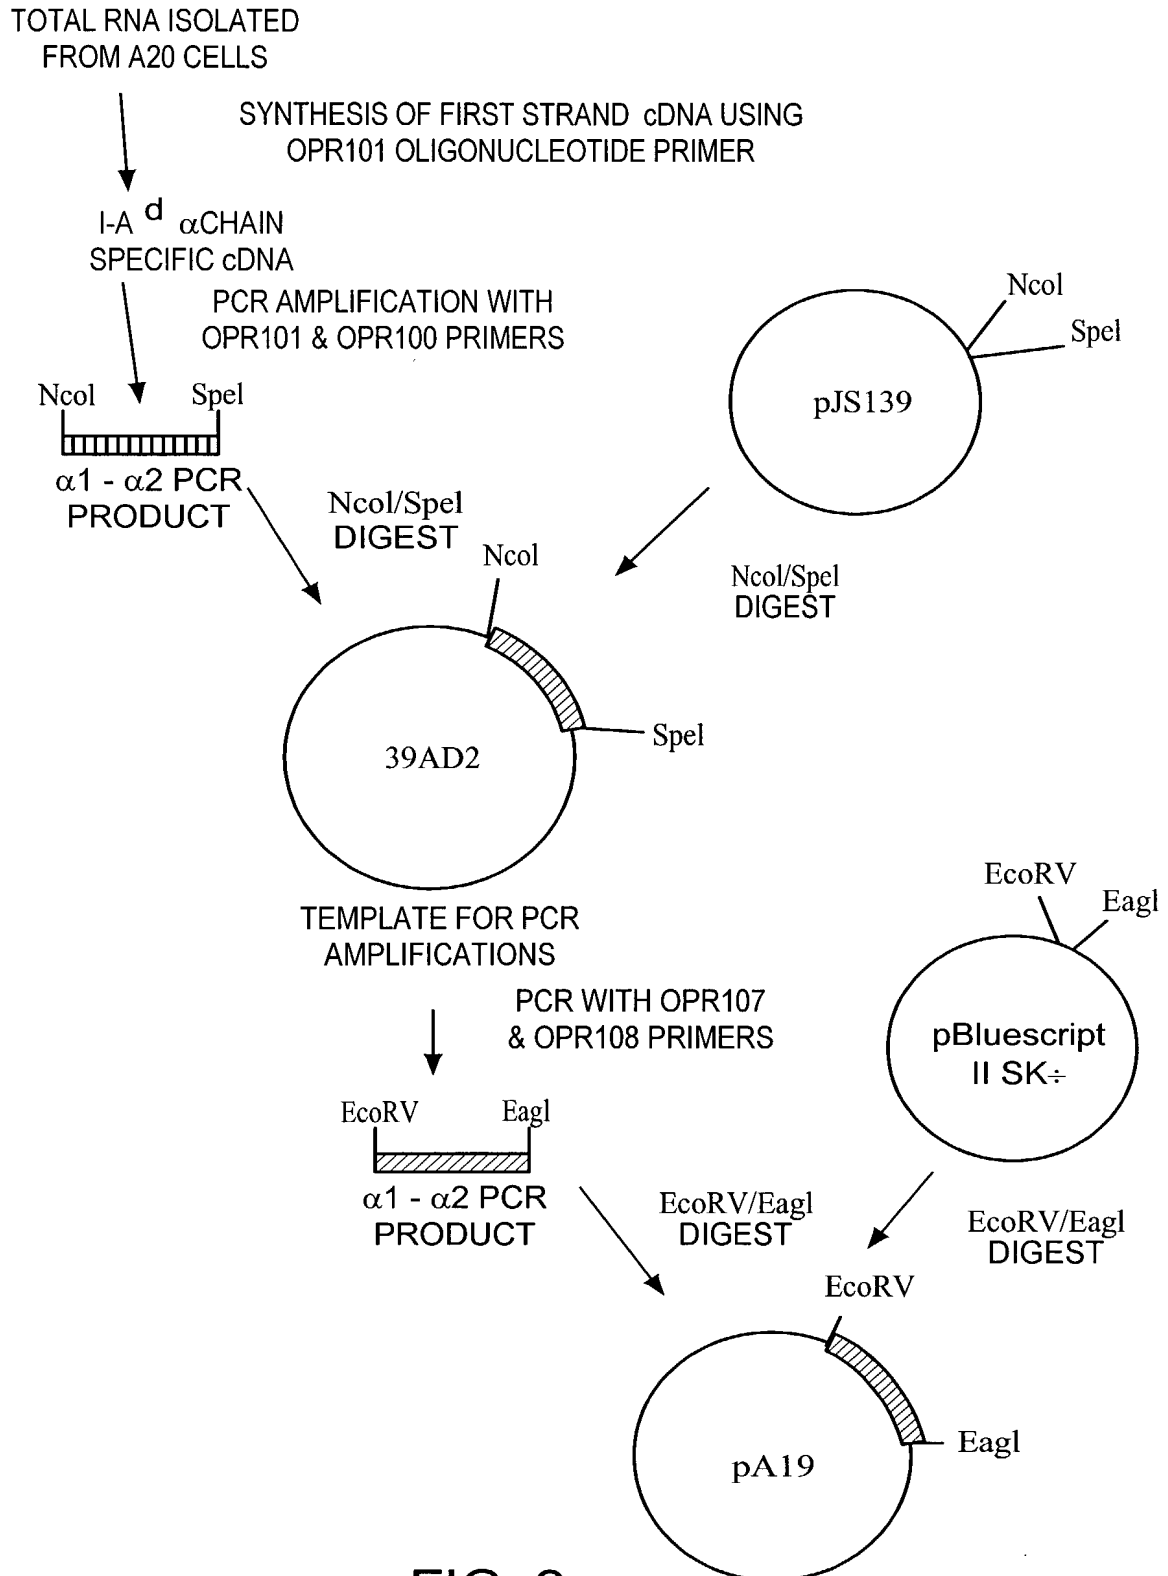 TOTAL RNA ISOLATED
FROM A20 CELLS
SYNTHESIS OF FIRST STRAND cDNA USING
OPR101 OLIGONUCLEOTIDE PRIMER
I-A d αCHAIN
SPECIFIC cDNA
PCR AMPLIFICATION WITH
OPR101 & OPR100 PRIMERS
NcoI
SpeI
pJS139
NcoI SpeI
α1 - α2 PCR
PRODUCT
NcoI/SpeI
DIGEST
NcoI
NcoI/SpeI
DIGEST
SpeI
39AD2
TEMPLATE FOR PCR
AMPLIFICATIONS
EcoRV
EagI
PCR WITH OPR107
& OPR108 PRIMERS
pBluescript
II SK÷
EcoRV EagI
α1 - α2 PCR
PRODUCT
EcoRV/EagI
DIGEST
EcoRV/EagI
DIGEST
EcoRV
EagI
pA19